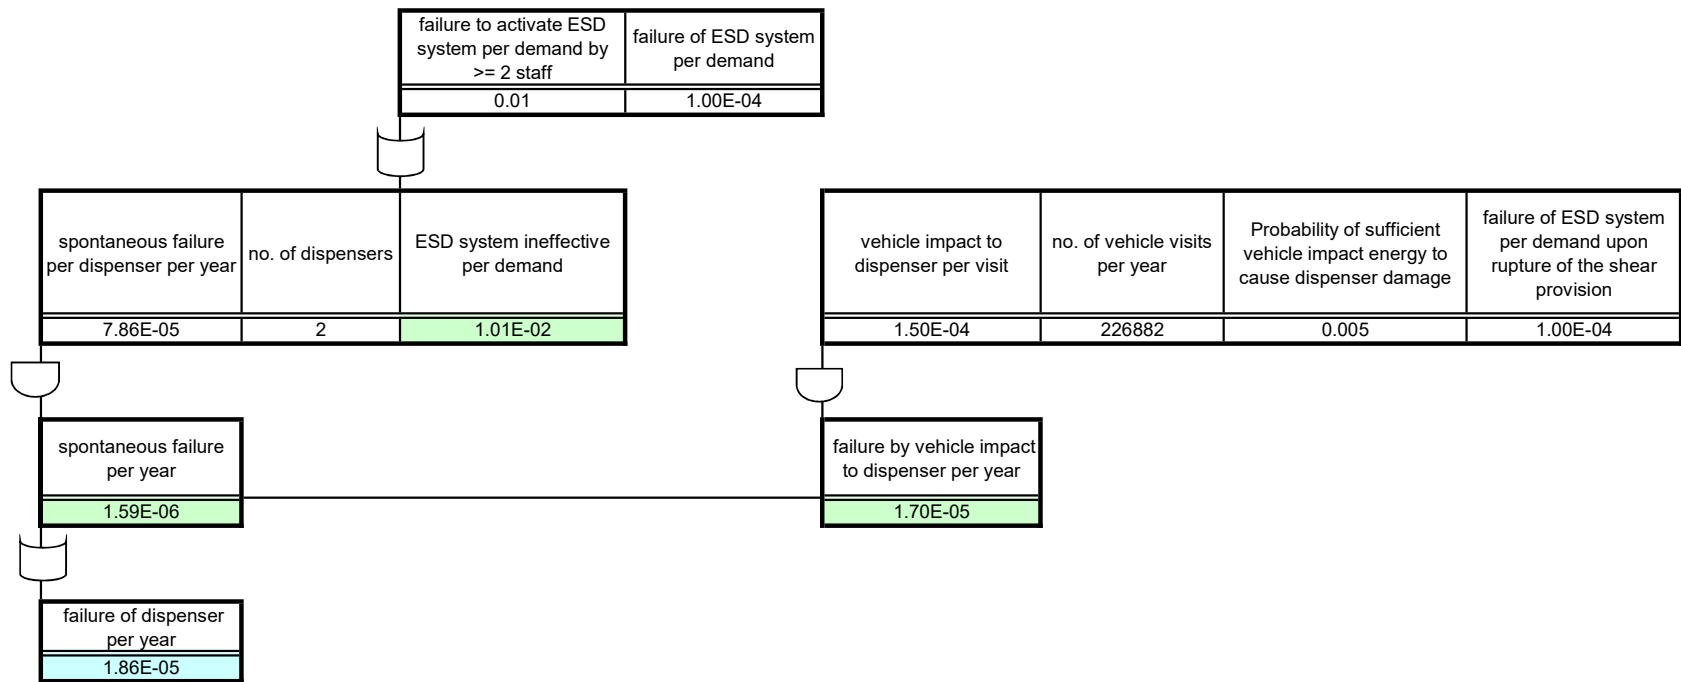 failure to activate ESD
system per demand by
>= 2 staff
failure of ESD system
per demand
0.01
1.00E-04
spontaneous failure
per dispenser per year
no. of dispensers
ESD system ineffective
per demand
7.86E-05
2
1.01E-02
vehicle impact to
dispenser per visit
no. of vehicle visits
per year
Probability of sufficient
vehicle impact energy to
cause dispenser damage
failure of ESD system
per demand upon
rupture of the shear
provision
1.50E-04
226882
0.005
1.00E-04
spontaneous failure
per year
1.59E-06
failure by vehicle impact
to dispenser per year
1.70E-05
failure of dispenser
per year
1.86E-05